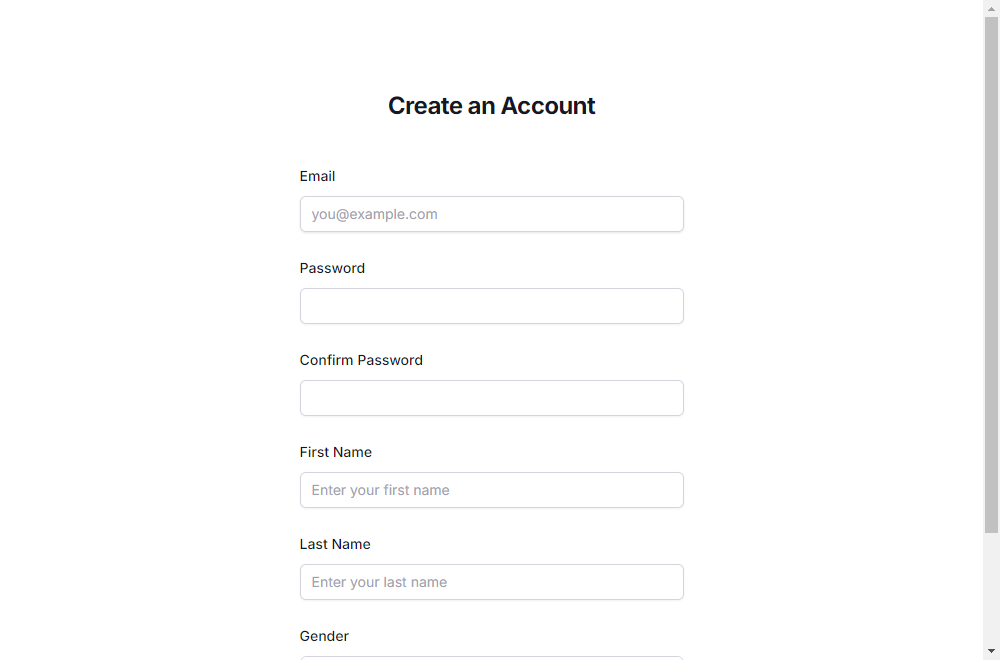 Create an Account
Email
you@example.com
Password
Confirm Password
First Name
Enter your first name
Last Name
Enter your last name
Gender